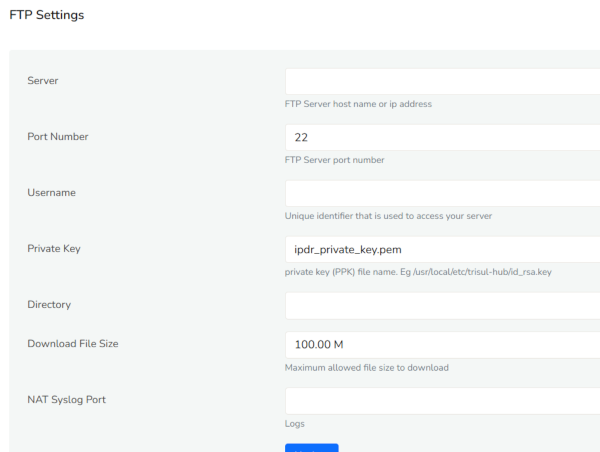 FTP Settings
Server
FTP Server host name or ip address
Port Number
22
FTP Server port number
Username
Unique identifier that is used to access your server
Private Key
ipdr_private_key.pem
private key (PPK) file name. Eg /usr/local/etc/trisul-hub/id_rsa.key
Directory
Download File Size
100.00 M
Maximum allowed file size to download
NAT Syslog Port
Logs